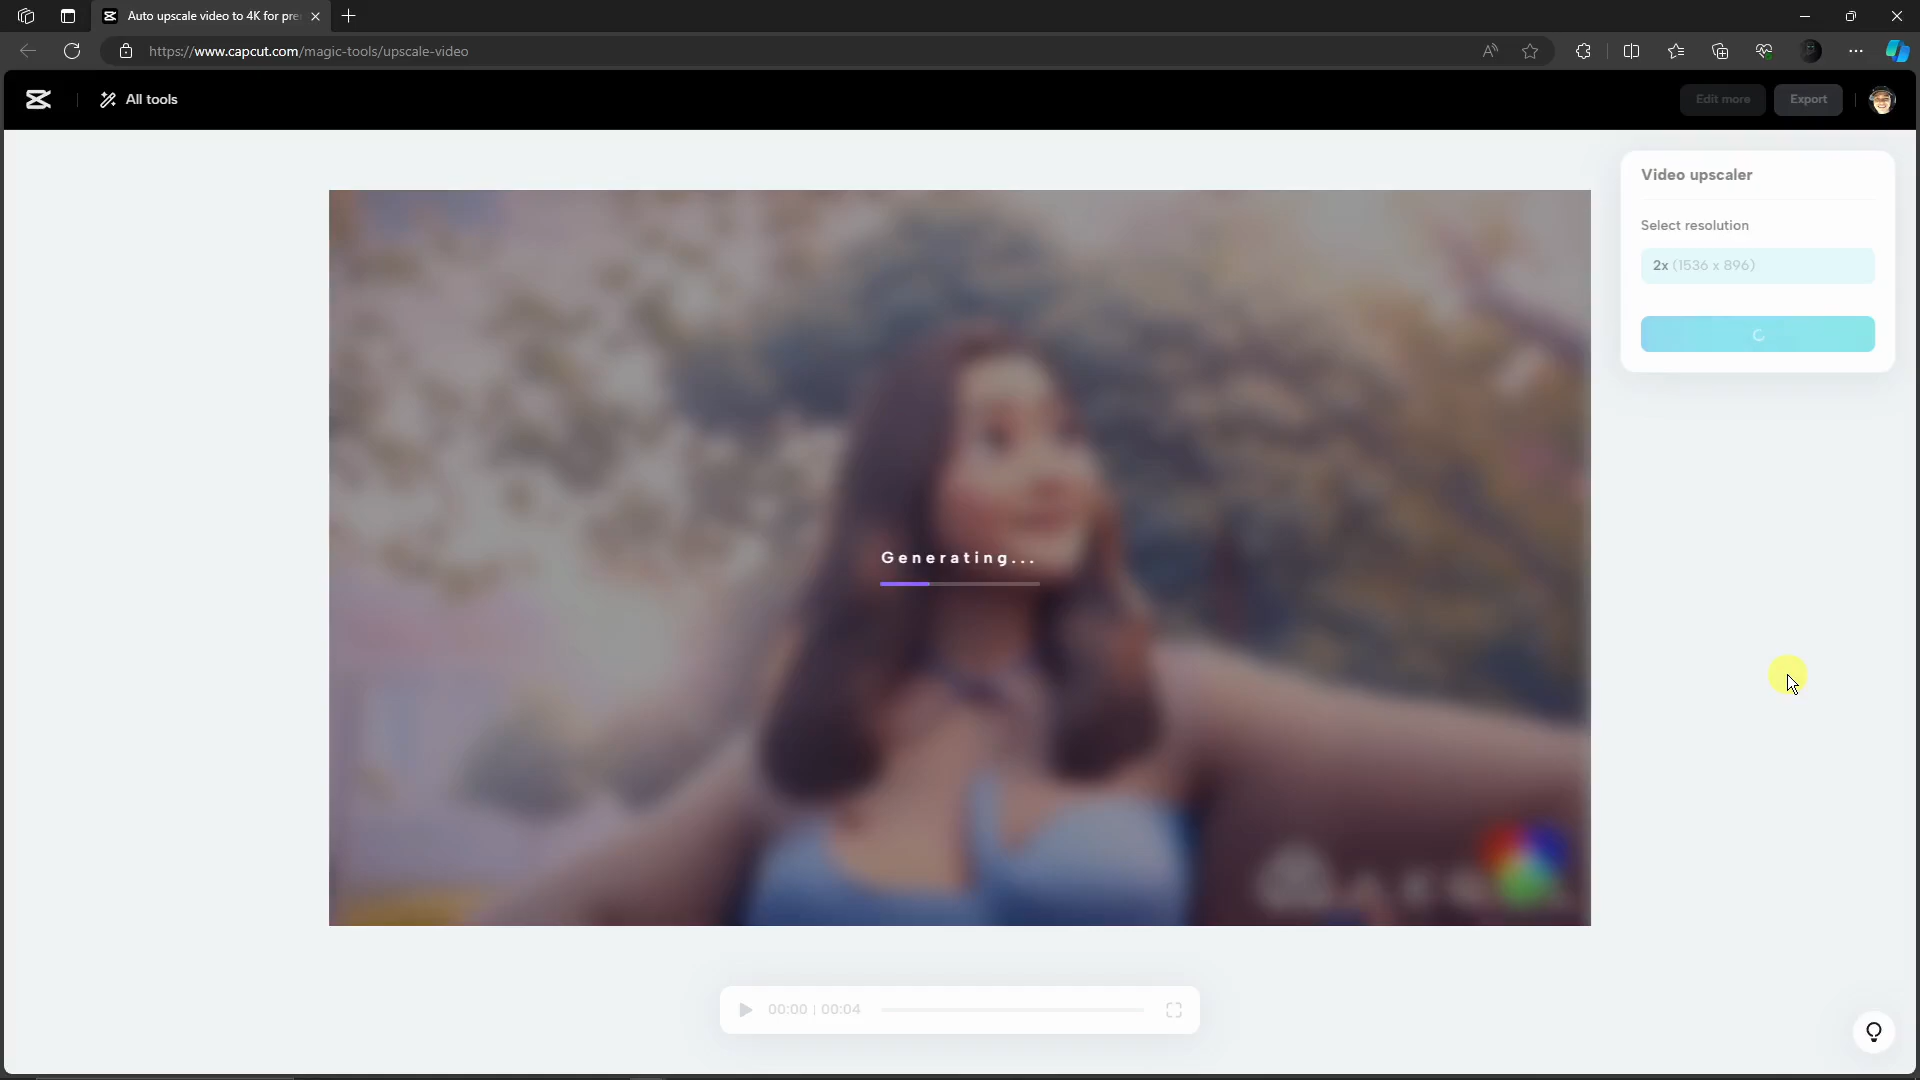 Auto upscale video to 4K for pre
https://www.capcut.com/magic-tools/upscale-video
All tools
Edit more
Export
Video upscaler
Select resolution
2x (1536 x 896)
Generating...
00:00 | 00:04